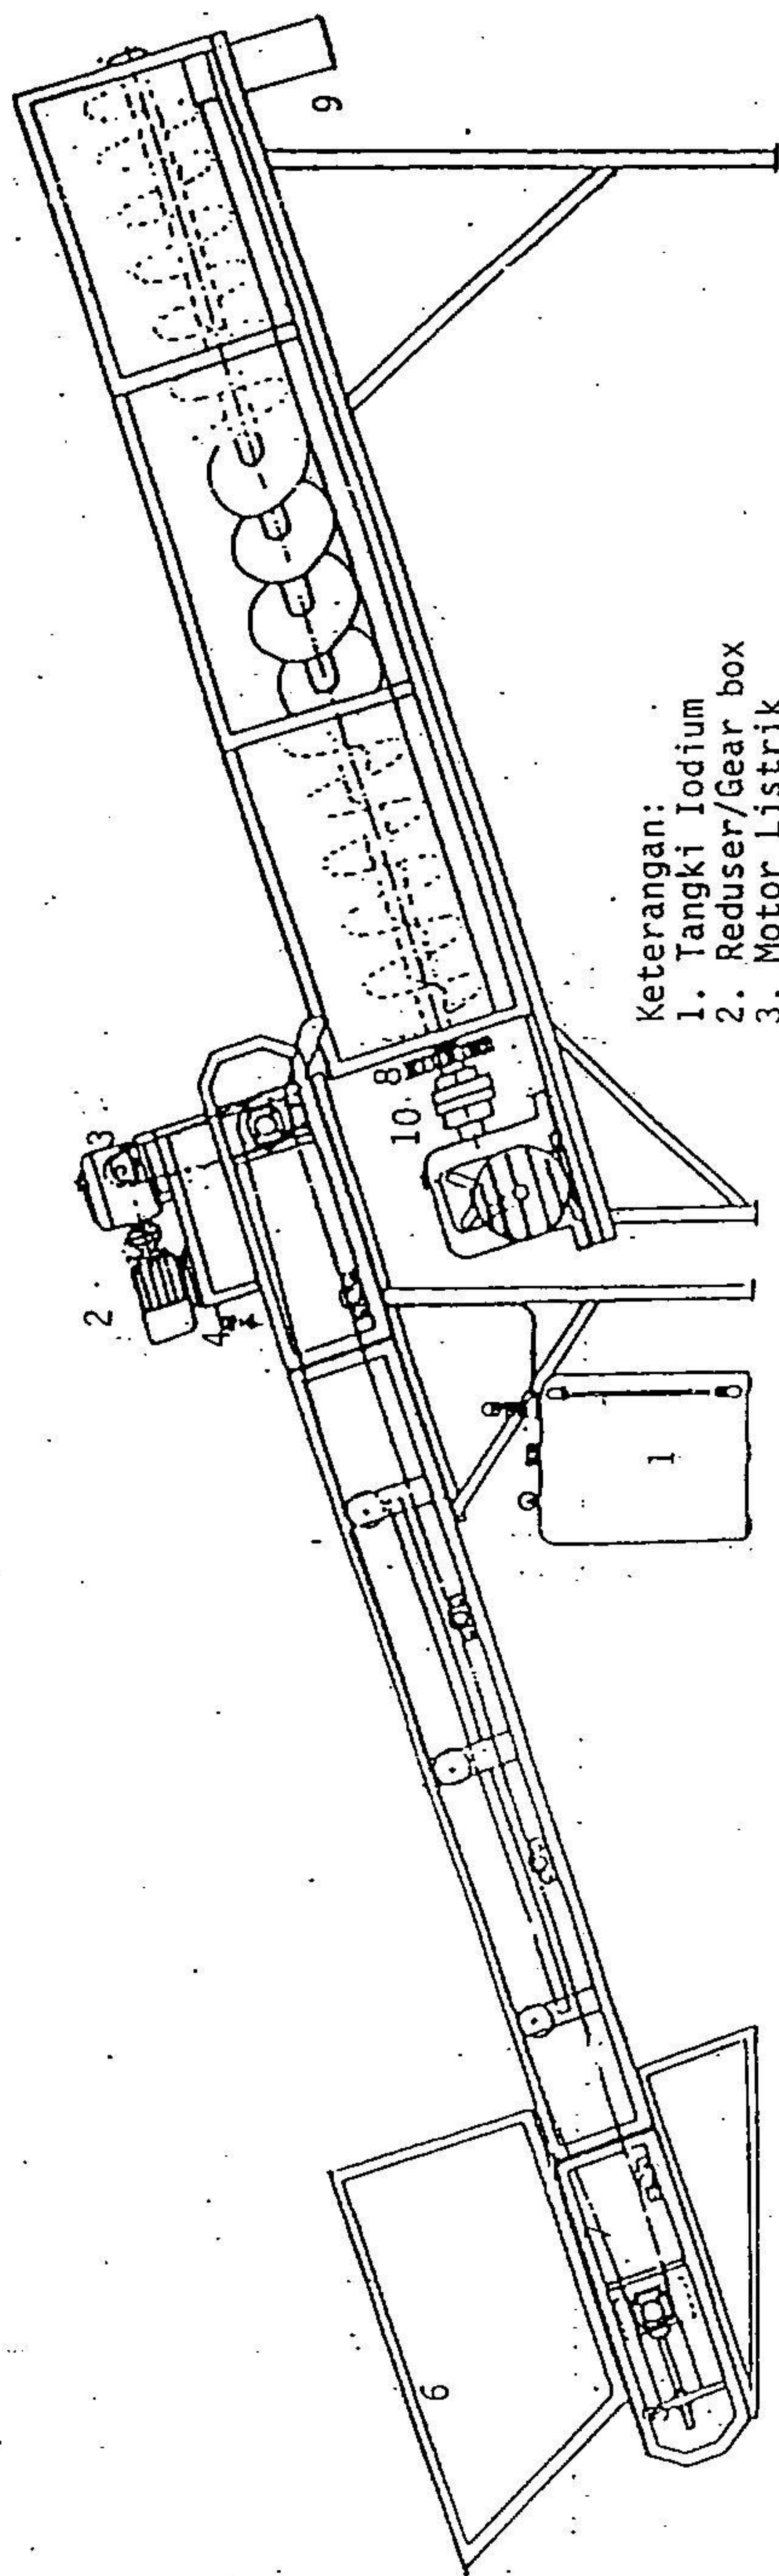 9
3
2
4
8
10
1
6
7
Keterangan:
1. Tangki Iodium
2. Reduser/Gear box
3. Motor Listrik